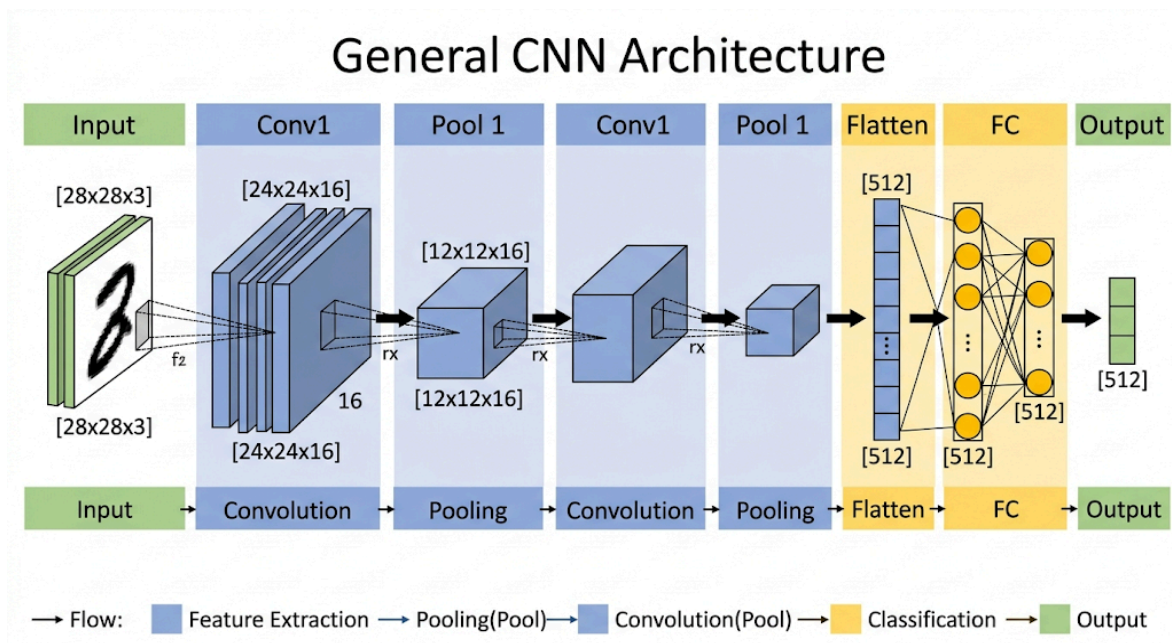 General CNN Architecture
Input Conv1 Pool 1 Conv1 Pool 1 Flatten FC Output
[28x28x3]
[24x24x16]
[12x12x16]
[512]
f2
rx
rx
rx
16
[28x28x3]
[24x24x16]
[12x12x16]
[512]
[512]
[512]
[512]
Input Convolution Pooling Convolution Pooling Flatten FC Output
Flow: Feature Extraction Pooling(Pool) Convolution(Pool) Classification Output